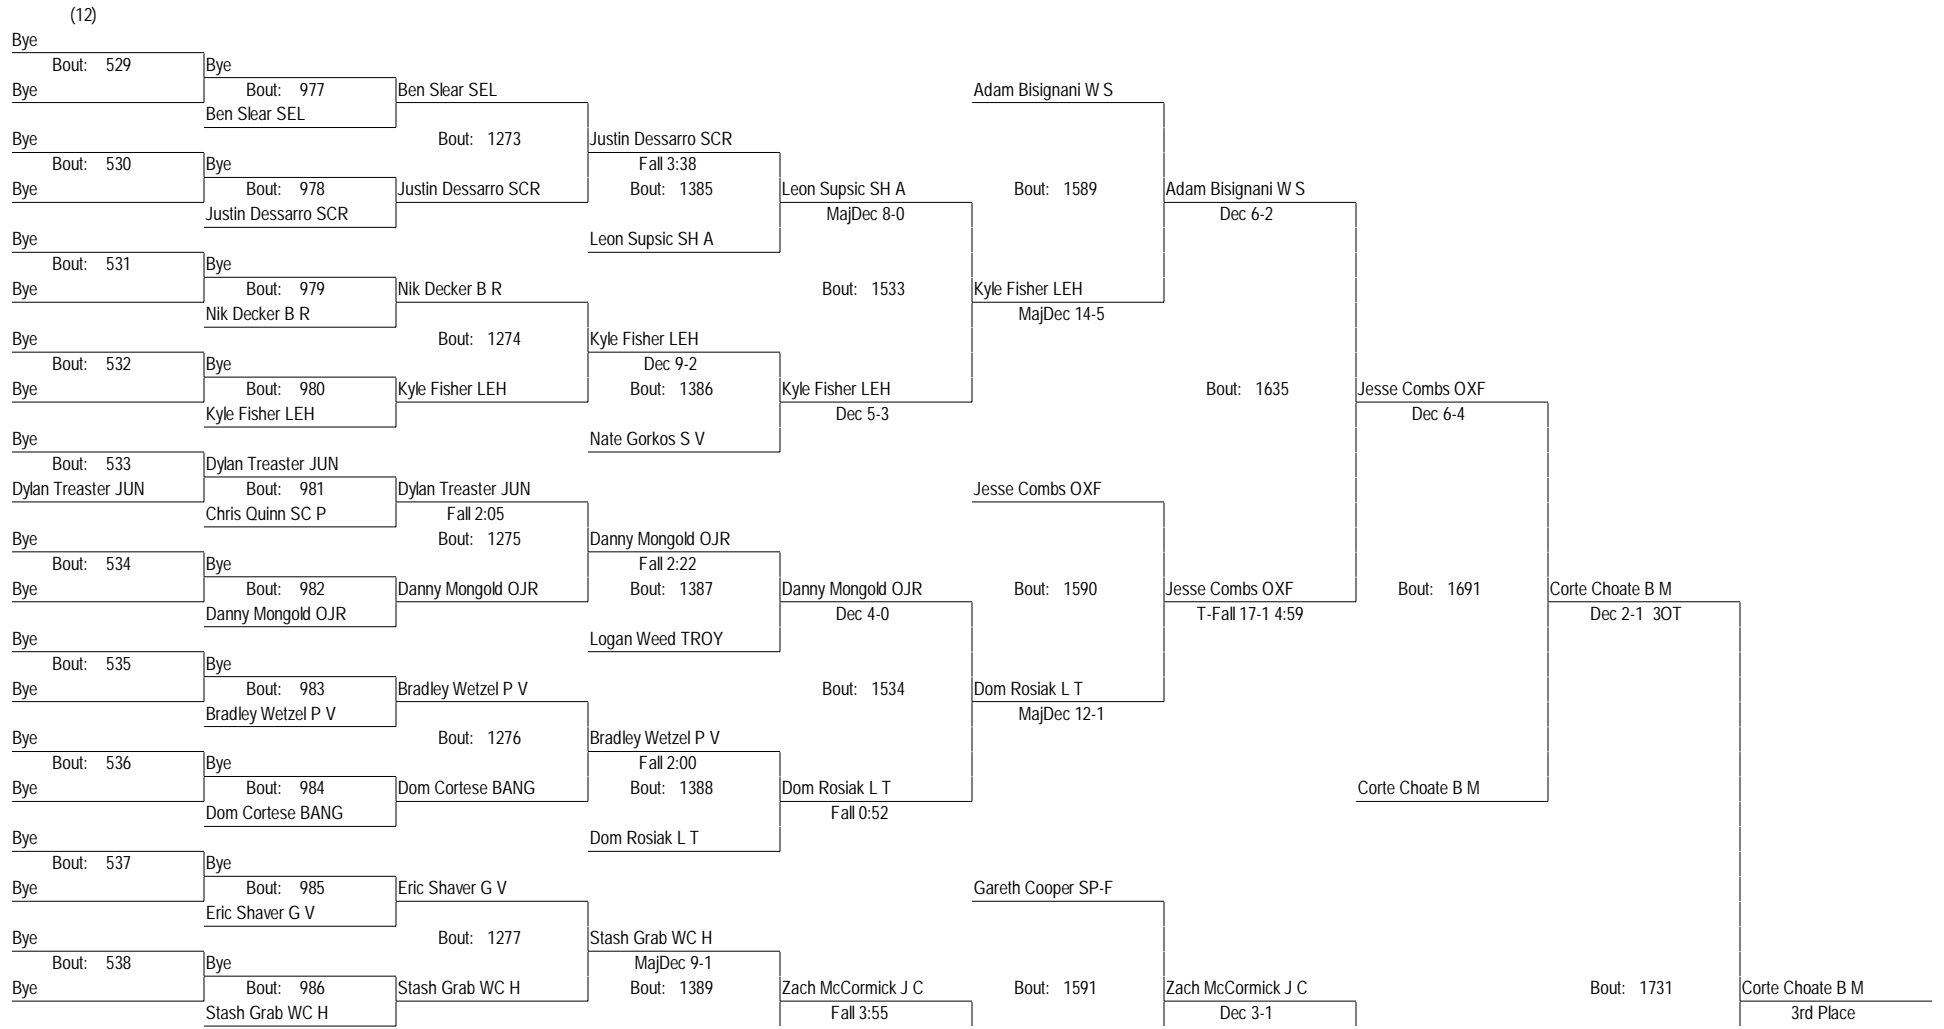 (12)
Bye
Bout: 529
Bye
Bye
Bout: 530
Bye
Bye
Bout: 531
Bye
Bye
Bout: 532
Bye
Bye
Bout: 533
Dylan Treaster JUN
Bye
Bout: 534
Bye
Bye
Bout: 535
Bye
Bye
Bout: 536
Bye
Bye
Bout: 537
Bye
Bye
Bout: 538
Bye
Bye
Bout: 977
Ben Slear SEL
Bye
Bout: 978
Justin Dessarro SCR
Bye
Bout: 979
Nik Decker B R
Bye
Bout: 980
Kyle Fisher LEH
Dylan Treaster JUN
Bout: 981
Chris Quinn SC P
Bye
Bout: 982
Danny Mongold OJR
Bye
Bout: 983
Bradley Wetzel P V
Bye
Bout: 984
Dom Cortese BANG
Bye
Bout: 985
Eric Shaver G V
Bye
Bout: 986
Stash Grab WC H
Ben Slear SEL
Bout: 1273
Justin Dessarro SCR
Nik Decker B R
Bout: 1274
Kyle Fisher LEH
Dylan Treaster JUN
Fall 2:05
Bout: 1275
Danny Mongold OJR
Bradley Wetzel P V
Bout: 1276
Dom Cortese BANG
Eric Shaver G V
Bout: 1277
Stash Grab WC H
Justin Dessarro SCR
Fall 3:38
Bout: 1385
Leon Supsic SH A
Kyle Fisher LEH
Dec 9-2
Bout: 1386
Nate Gorkos S V
Danny Mongold OJR
Fall 2:22
Bout: 1387
Logan Weed TROY
Bradley Wetzel P V
Fall 2:00
Bout: 1388
Dom Rosiak L T
Stash Grab WC H
MajDec 9-1
Bout: 1389
Leon Supsic SH A
MajDec 8-0
Bout: 1533
Kyle Fisher LEH
Dec 5-3
Danny Mongold OJR
Dec 4-0
Bout: 1534
Dom Rosiak L T
Fall 0:52
Zach McCormick J C
Fall 3:55
Adam Bisignani W S
Bout: 1589
Kyle Fisher LEH
MajDec 14-5
Jesse Combs OXF
Bout: 1590
Dom Rosiak L T
MajDec 12-1
Gareth Cooper SP-F
Bout: 1591
Adam Bisignani W S
Dec 6-2
Bout: 1635
Jesse Combs OXF
T-Fall 17-1 4:59
Zach McCormick J C
Dec 3-1
Jesse Combs OXF
Dec 6-4
Bout: 1691
Corte Choate B M
Corte Choate B M
Dec 2-1 3OT
Bout: 1731
Corte Choate B M
3rd Place